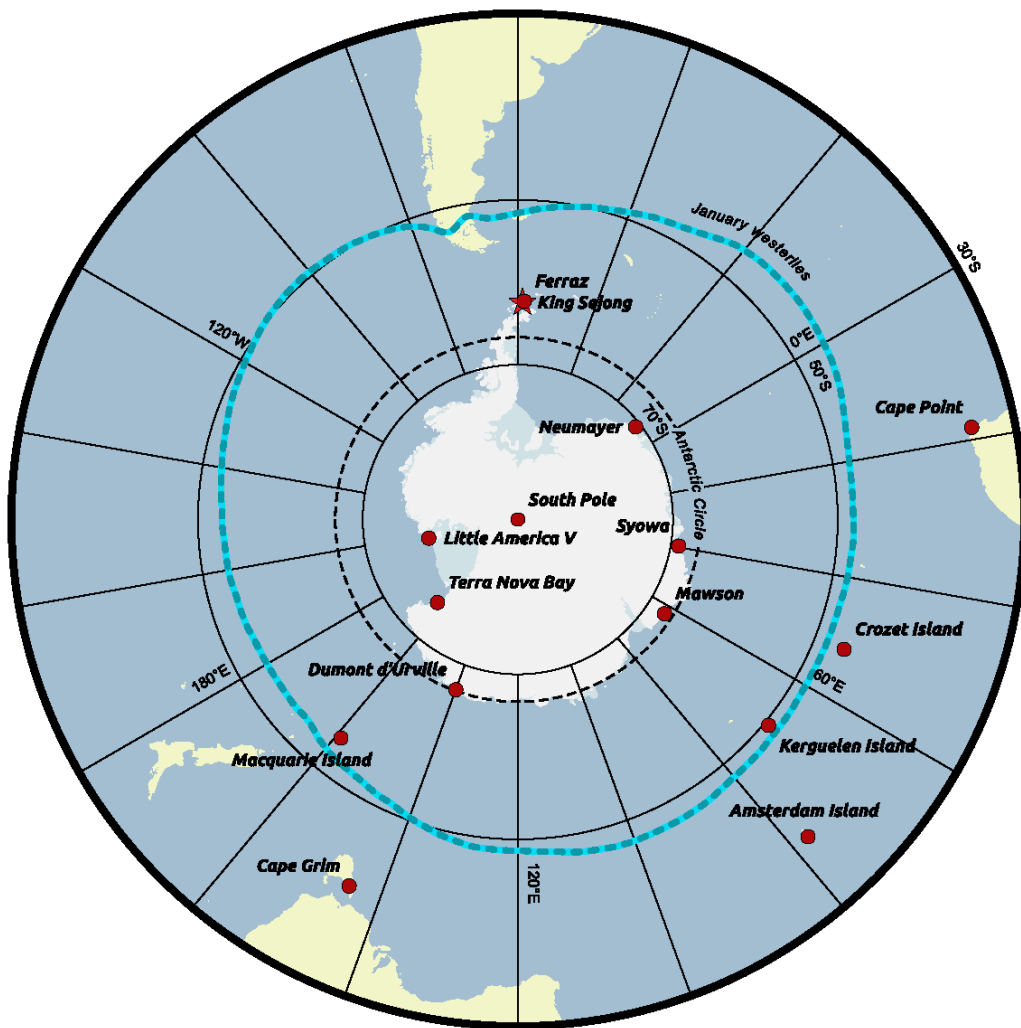 January westerlies
30°S
Ferraz
King Sejong
120°W
0°E
50°S
Cape Point
70°S
Neumayer
Antarctic Circle
South Pole
Syowa
Little America V
Terra Nova Bay
Mawson
Crozet Island
Dumont d'Urville
180°E
60°E
Kerguelen Island
Macquarie Island
Amsterdam Island
Cape Grim
120°E